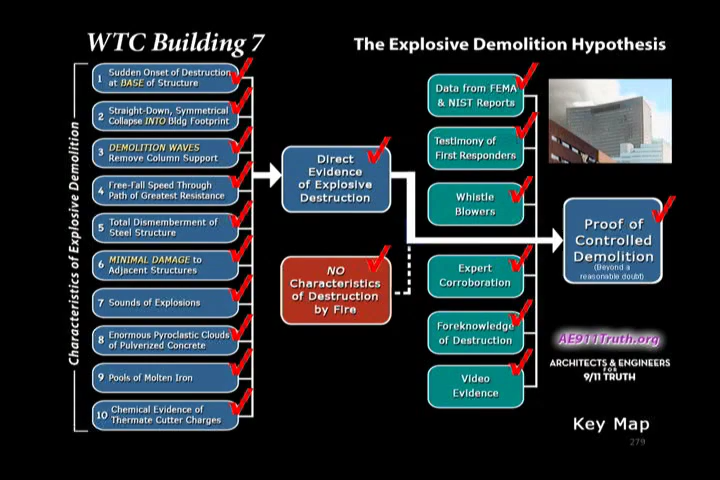 WTC Building 7
The Explosive Demolition Hypothesis
Characteristics of Explosive Demolition
1 Sudden Onset of Destruction
at BASE of Structure
2 Straight-Down, Symmetrical
Collapse INTO Bldg Footprint
3 DEMOLITION WAVES
Remove Column Support
4 Free-Fall Speed Through
Path of Greatest Resistance
5 Total Dismemberment of
Steel Structure
6 MINIMAL DAMAGE to
Adjacent Structures
7 Sounds of Explosions
8 Enormous Pyroclastic Clouds
of Pulverized Concrete
9 Pools of Molten Iron
10 Chemical Evidence of
Thermate Cutter Charges
Direct
Evidence
of Explosive
Destruction
NO
Characteristics
of Destruction
by Fire
Data from FEMA
& NIST Reports
Testimony of
First Responders
Whistle
Blowers
Expert
Corroboration
Foreknowledge
of Destruction
Video
Evidence
Proof of
Controlled
Demolition
(Beyond a
reasonable doubt)
AE911Truth.org
ARCHITECTS & ENGINEERS
FOR
9/11 TRUTH
Key Map
279